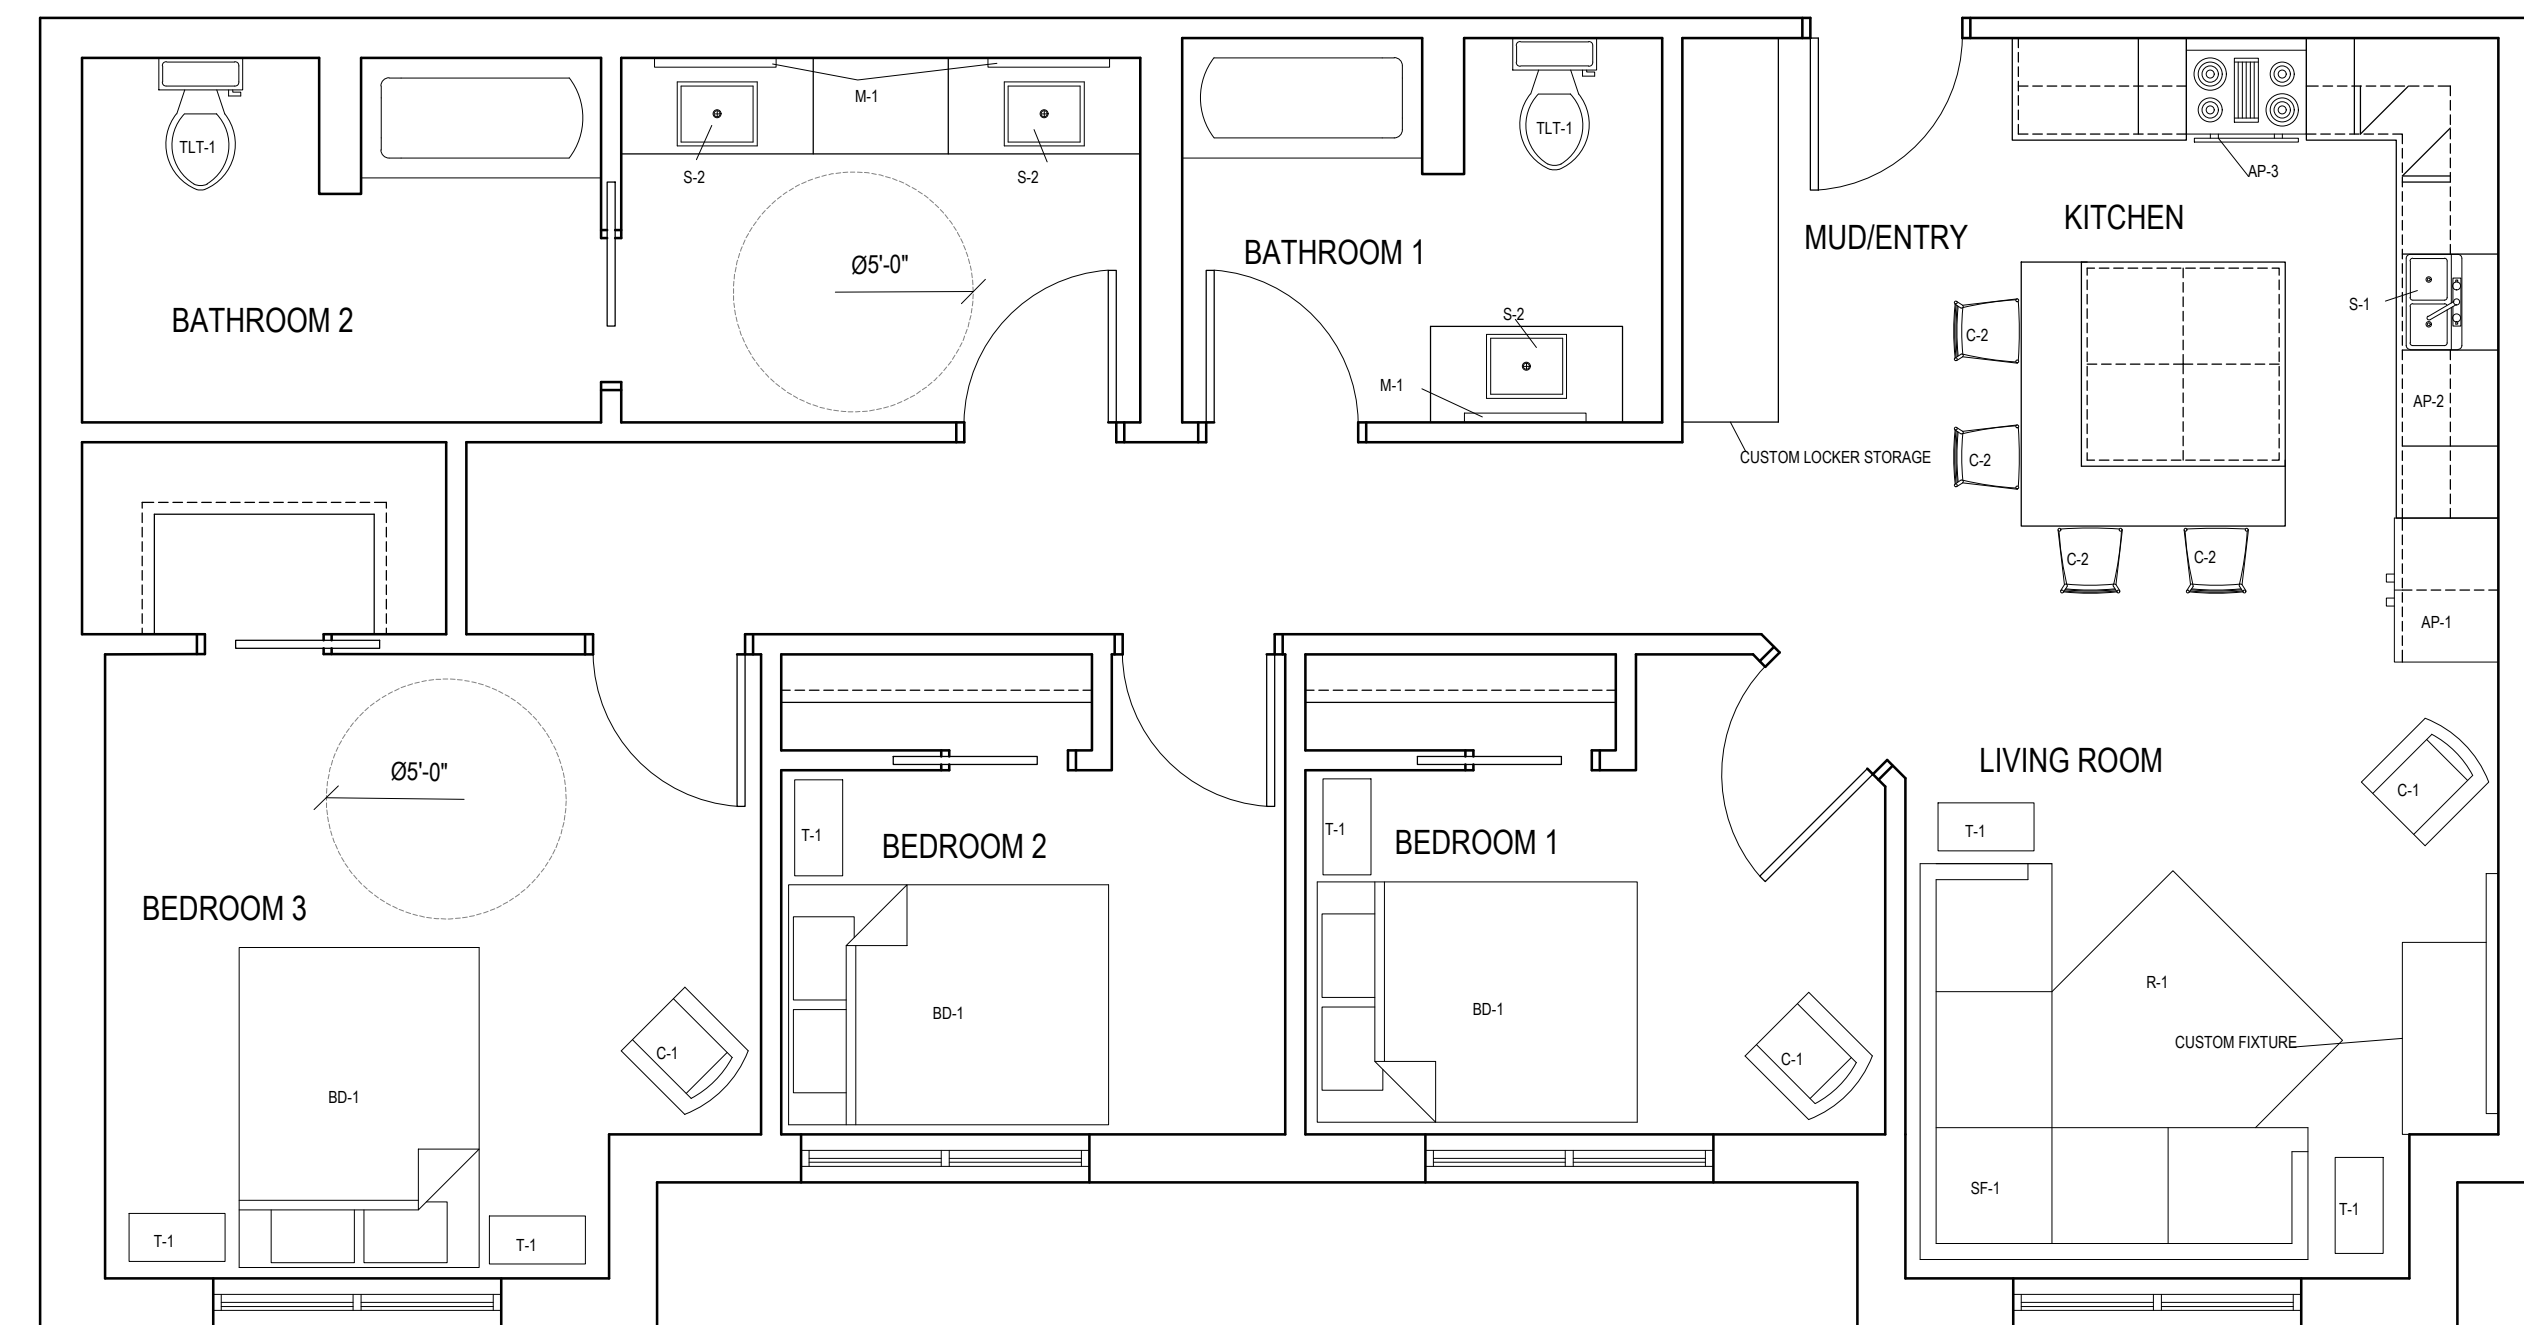 TLT-1
M-1
S-2
S-2
TLT-1
AP-3
KITCHEN
MUD/ENTRY
BATHROOM 1
Ø5'-0"
BATHROOM 2
S-2
S-1
C-2
M-1
AP-2
C-2
CUSTOM LOCKER STORAGE
C-2
C-2
AP-1
LIVING ROOM
Ø5'-0"
C-1
T-1
T-1
T-1
BEDROOM 2
BEDROOM 1
BEDROOM 3
R-1
BD-1
BD-1
CUSTOM FIXTURE
C-1
C-1
BD-1
SF-1
T-1
T-1
T-1